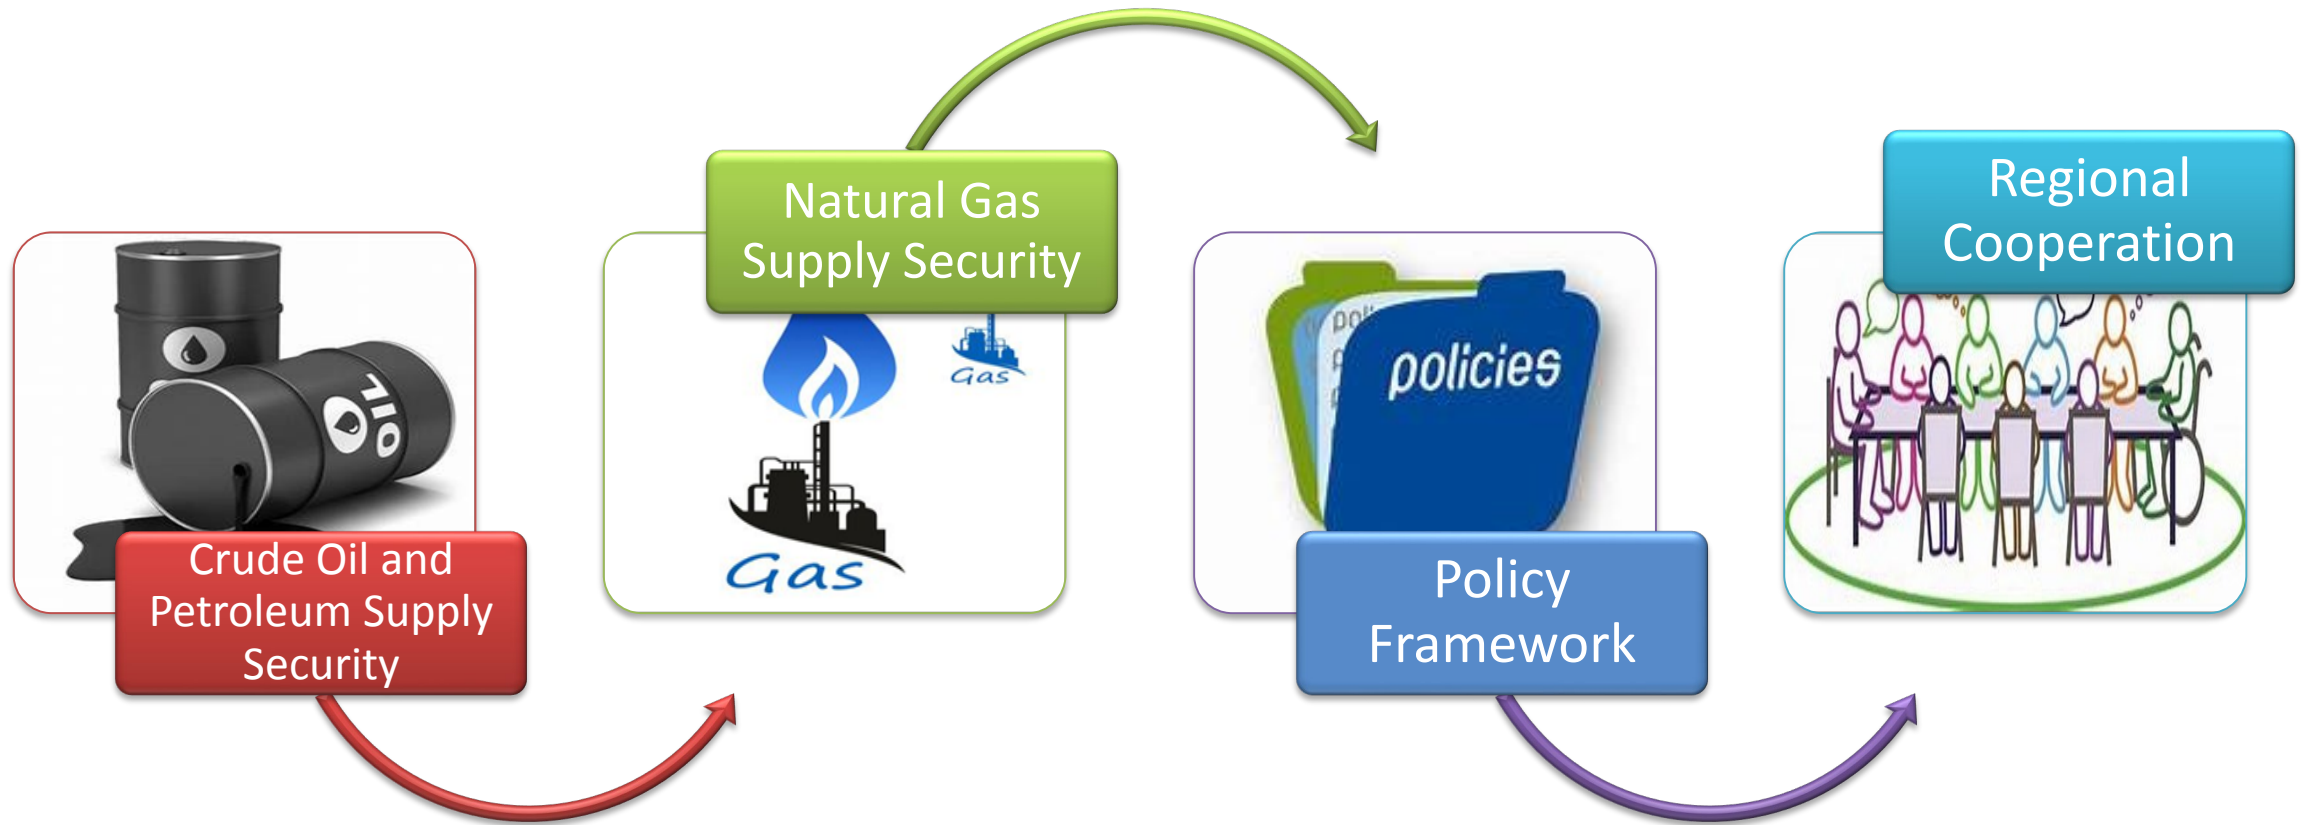 OIL
Crude Oil and
Petroleum Supply
Security
Natural Gas
Supply Security
Gas
Gas
policies
Policy
Framework
Regional
Cooperation